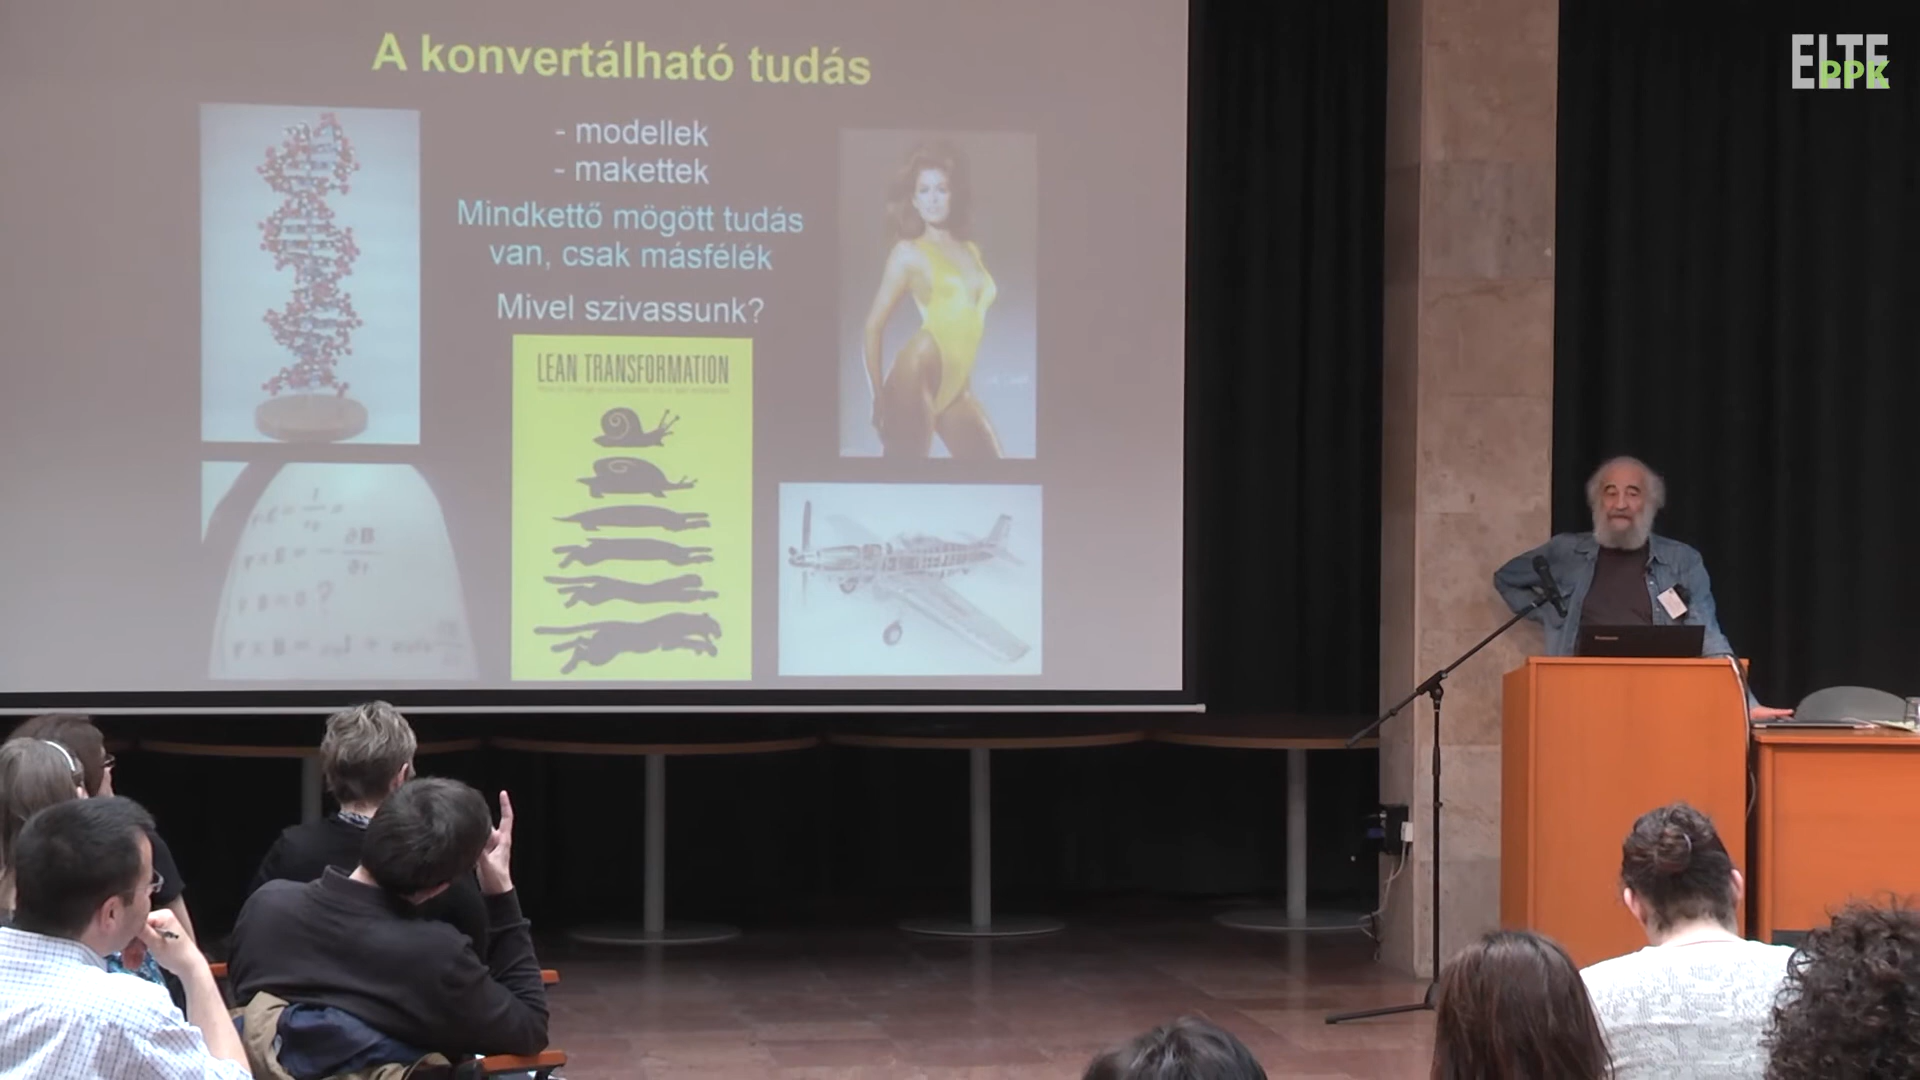 A konvertálható tudás
- modellek
- makettek
Mindkettő mögött tudás
van, csak másfélék
Mivel szivassunk?
LEAN TRANSFORMATION
ELTE
PPK